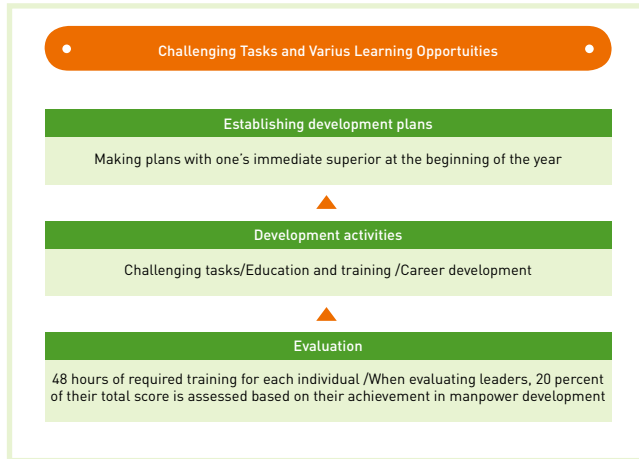 Challenging Tasks and Varius Learning Opportuities
Establishing development plans
Making plans with one’s immediate superior at the beginning of the year
Development activities
Challenging tasks/Education and training /Career development
Evaluation
48 hours of required training for each individual /When evaluating leaders, 20 percent
of their total score is assessed based on their achievement in manpower development